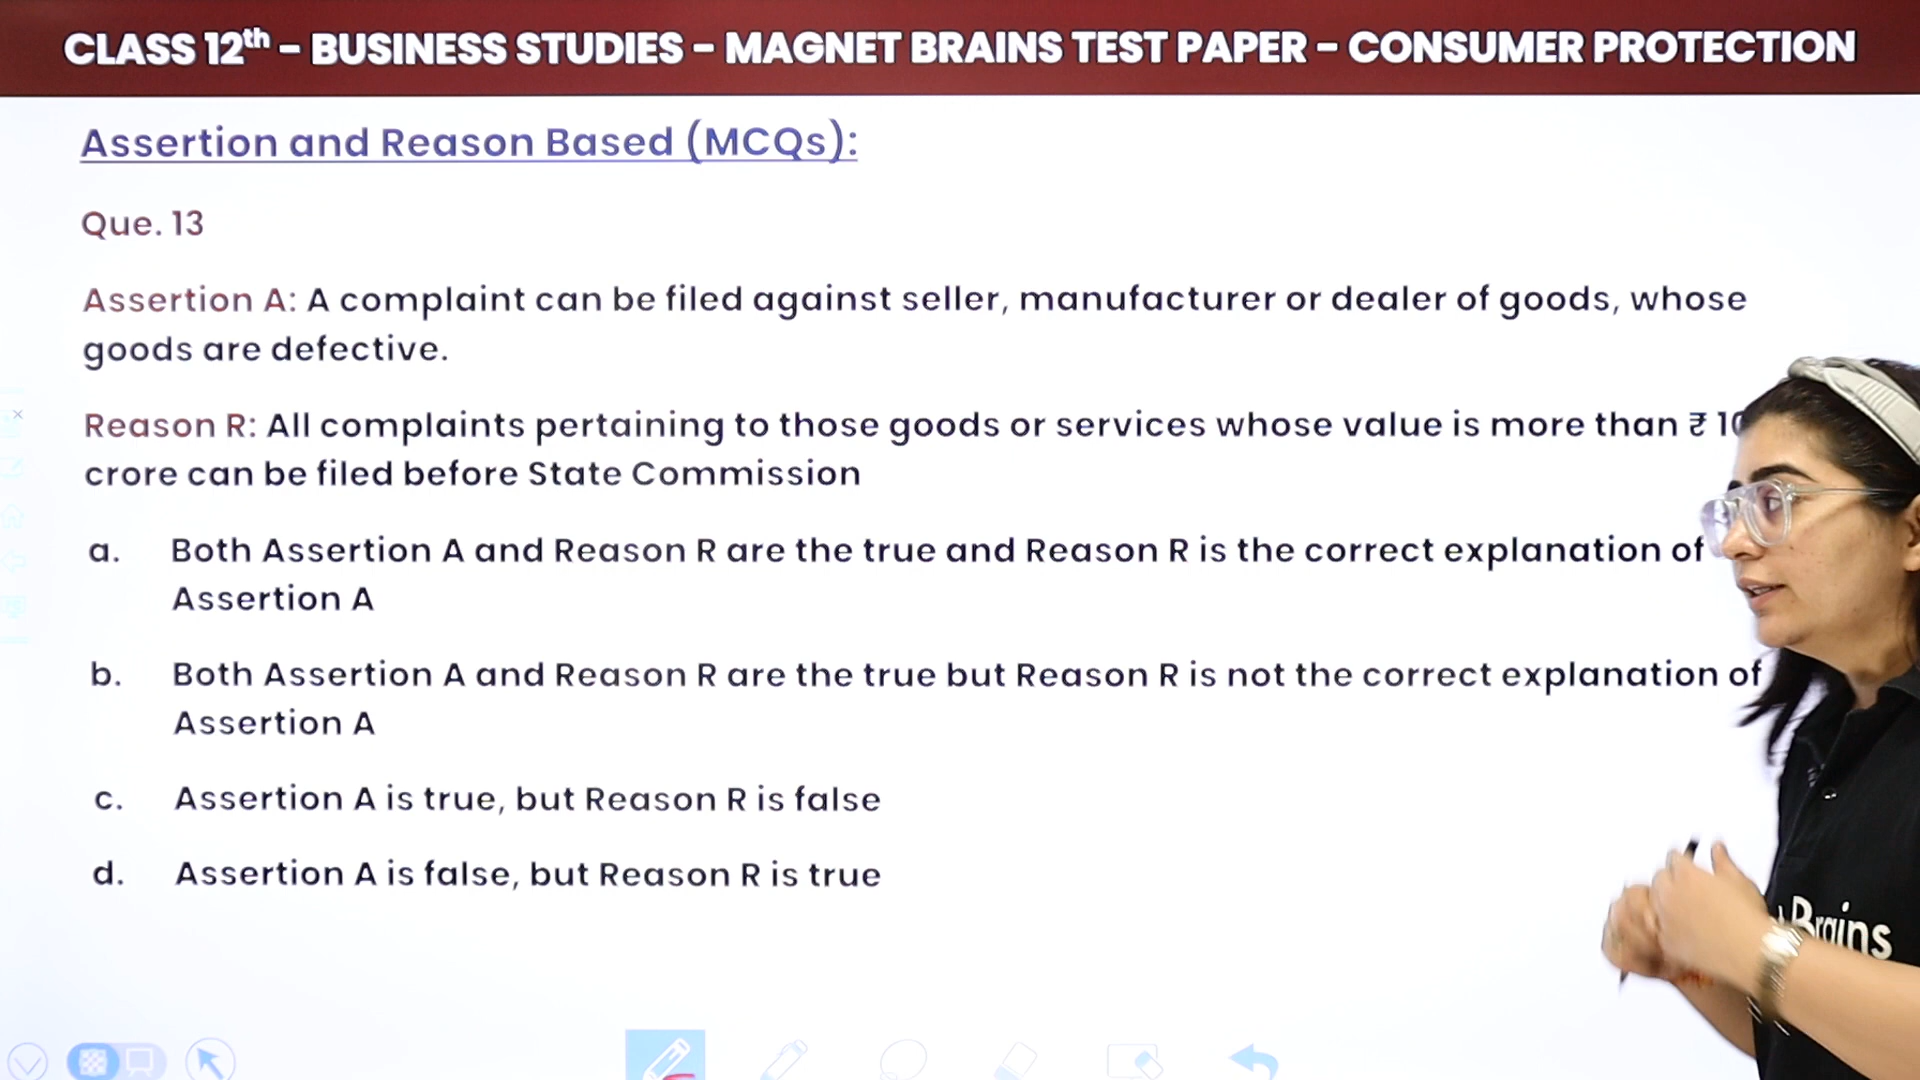 CLASS 12th – BUSINESS STUDIES – MAGNET BRAINS TEST PAPER – CONSUMER PROTECTION
Assertion and Reason Based (MCQs):
Que. 13
Assertion A: A complaint can be filed against seller, manufacturer or dealer of goods, whose
goods are defective.
Reason R: All complaints pertaining to those goods or services whose value is more than ₹
crore can be filed before State Commission
a. Both Assertion A and Reason R are the true and Reason R is the correct explanation of
Assertion A
b. Both Assertion A and Reason R are the true but Reason R is not the correct explanation of
Assertion A
c. Assertion A is true, but Reason R is false
d. Assertion A is false, but Reason R is true
Brains